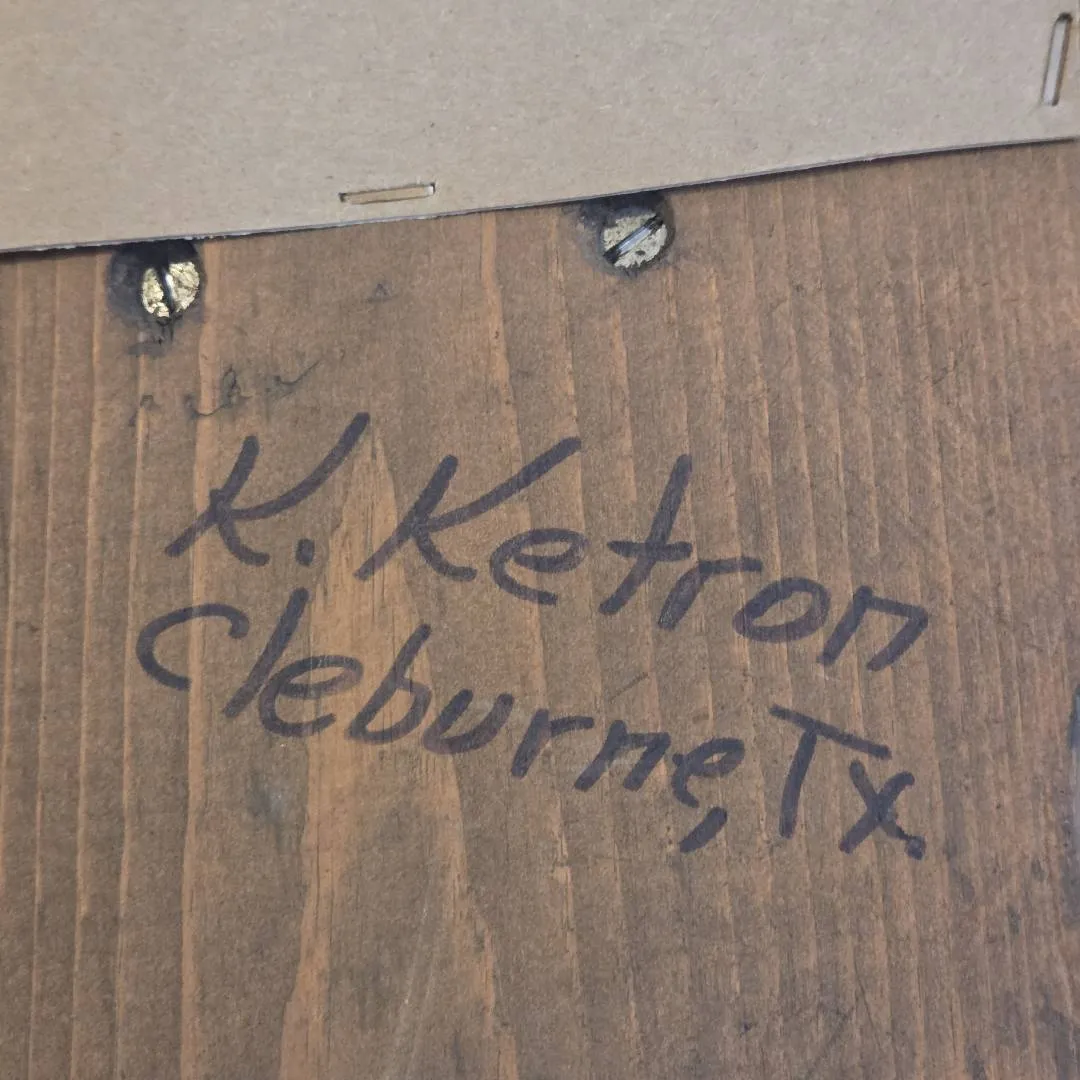 K. Ketron
Cleburne, Tx.